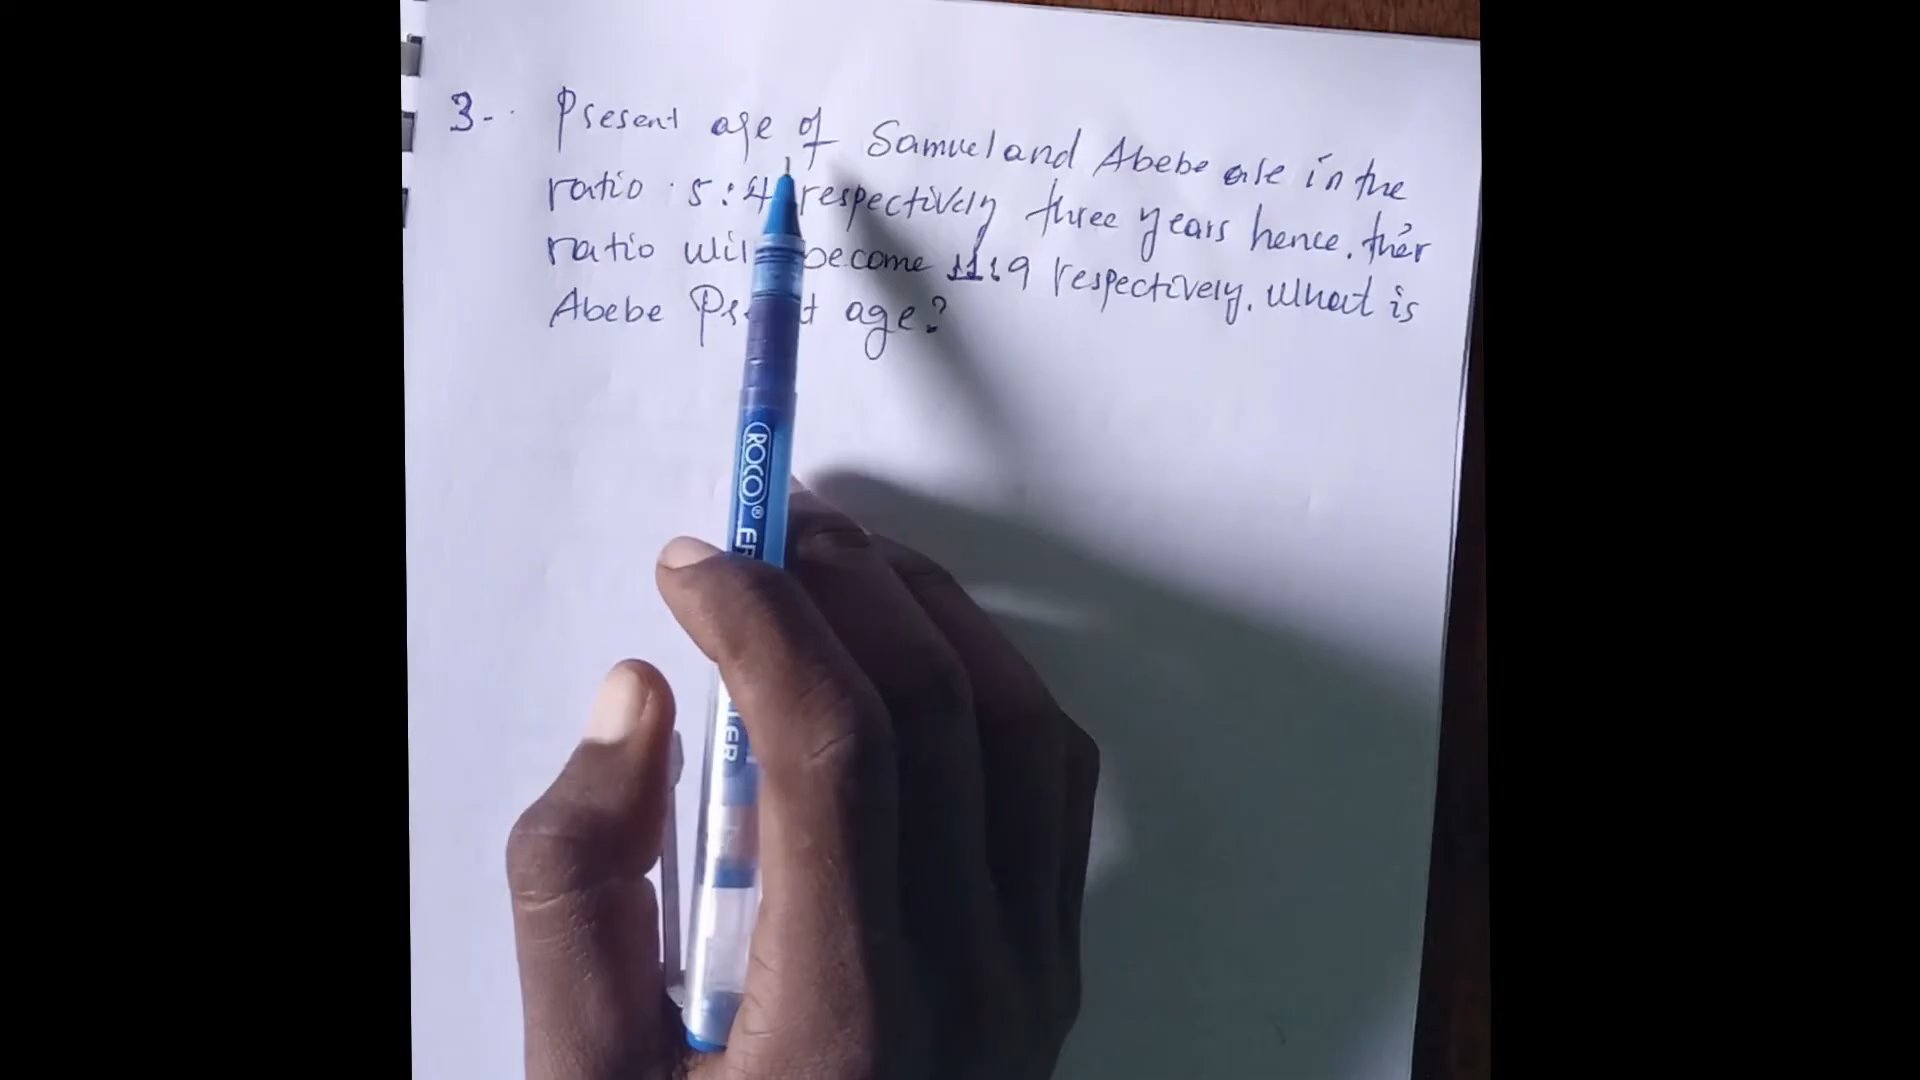 3- Present age of Samuel and Abebe are in the
ratio 5:4 respectively three years hence. their
ratio will become 11:9 respectively. What is
Abebe age?
ROCO®